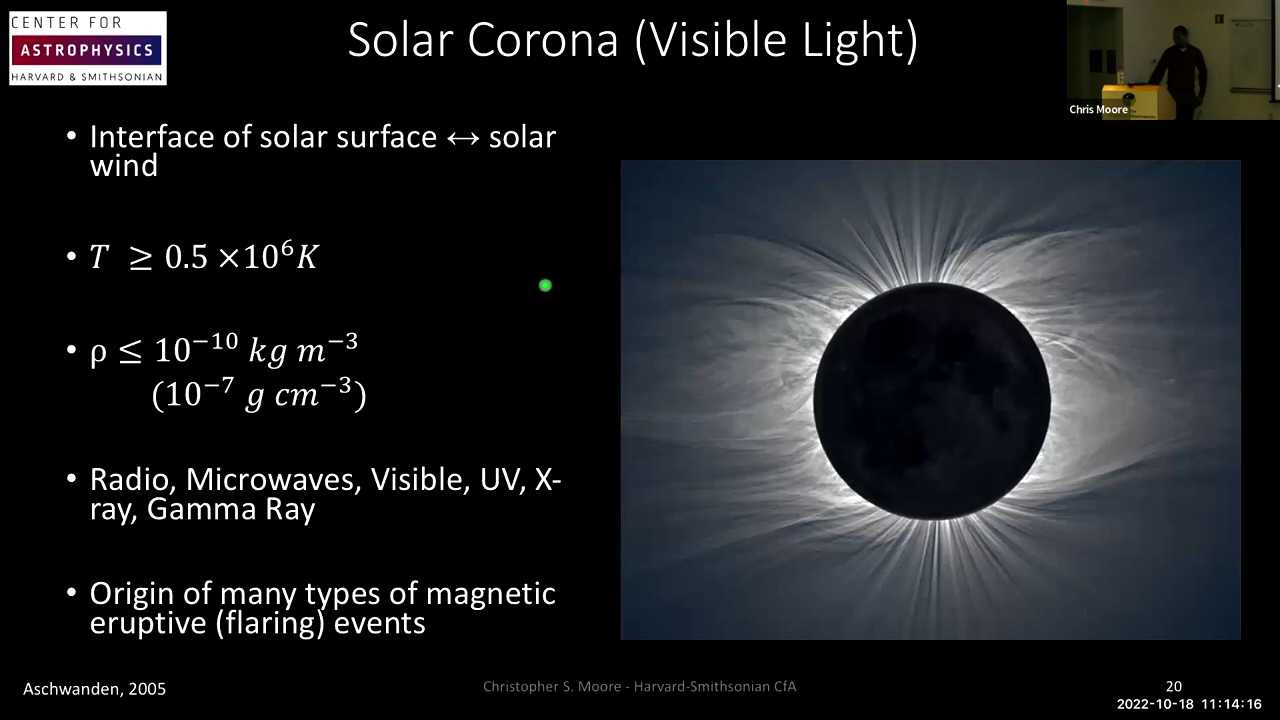 CENTER FOR
ASTROPHYSICS
HARVARD & SMITHSONIAN
Solar Corona (Visible Light)
Chris Moore
• Interface of solar surface ↔ solar
wind
• T ≥ 0.5 ×10⁶K
• ρ ≤ 10⁻¹⁰ kg m⁻³
(10⁻⁷ g cm⁻³)
• Radio, Microwaves, Visible, UV, X-
ray, Gamma Ray
• Origin of many types of magnetic
eruptive (flaring) events
Aschwanden, 2005
Christopher S. Moore - Harvard-Smithsonian CfA
20
2022-10-18 11:14:16